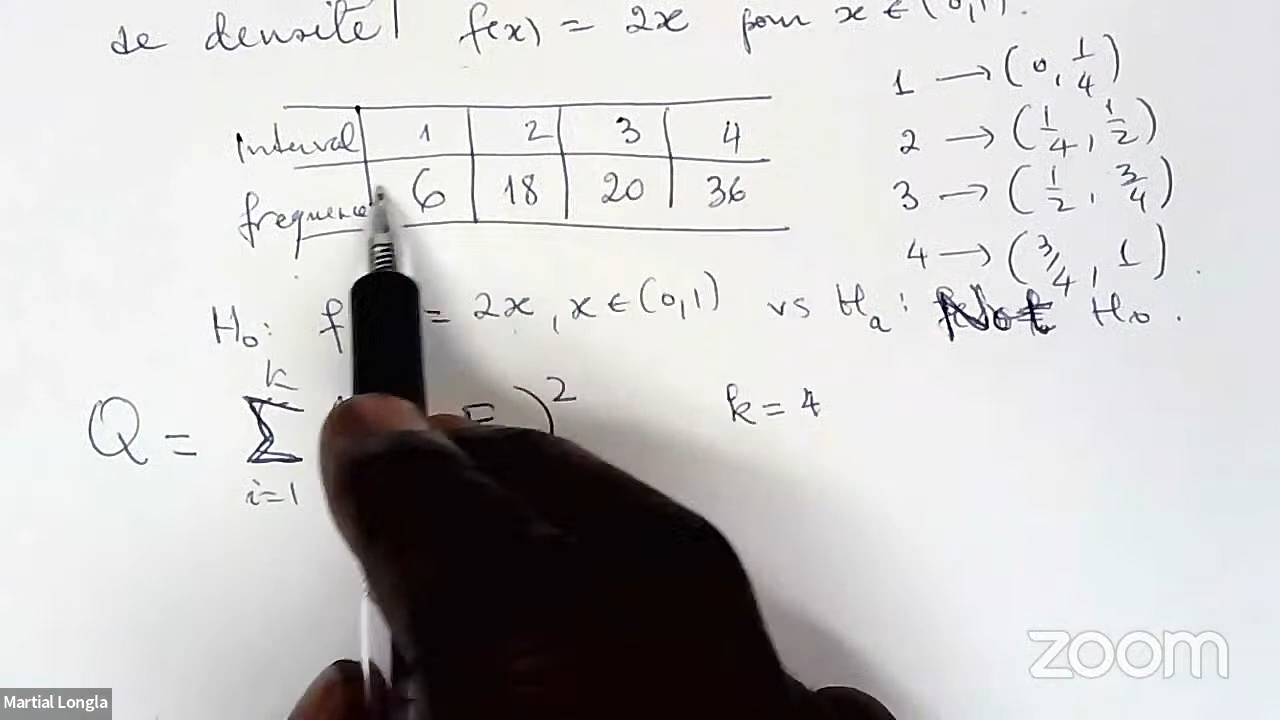 de densité f(x) = 2x pour x ∈ (0,1).
1 → (0, 1/4)
2 → (1/4, 1/2)
3 → (1/2, 3/4)
4 → (3/4, 1).
Interval 1 2 3 4
frequence 6 18 20 36
H₀: f = 2x, x ∈ (0,1) vs Hₐ: Not H₀.
Q = Σ k i=1 )² k = 4
zoom
Martial Longla